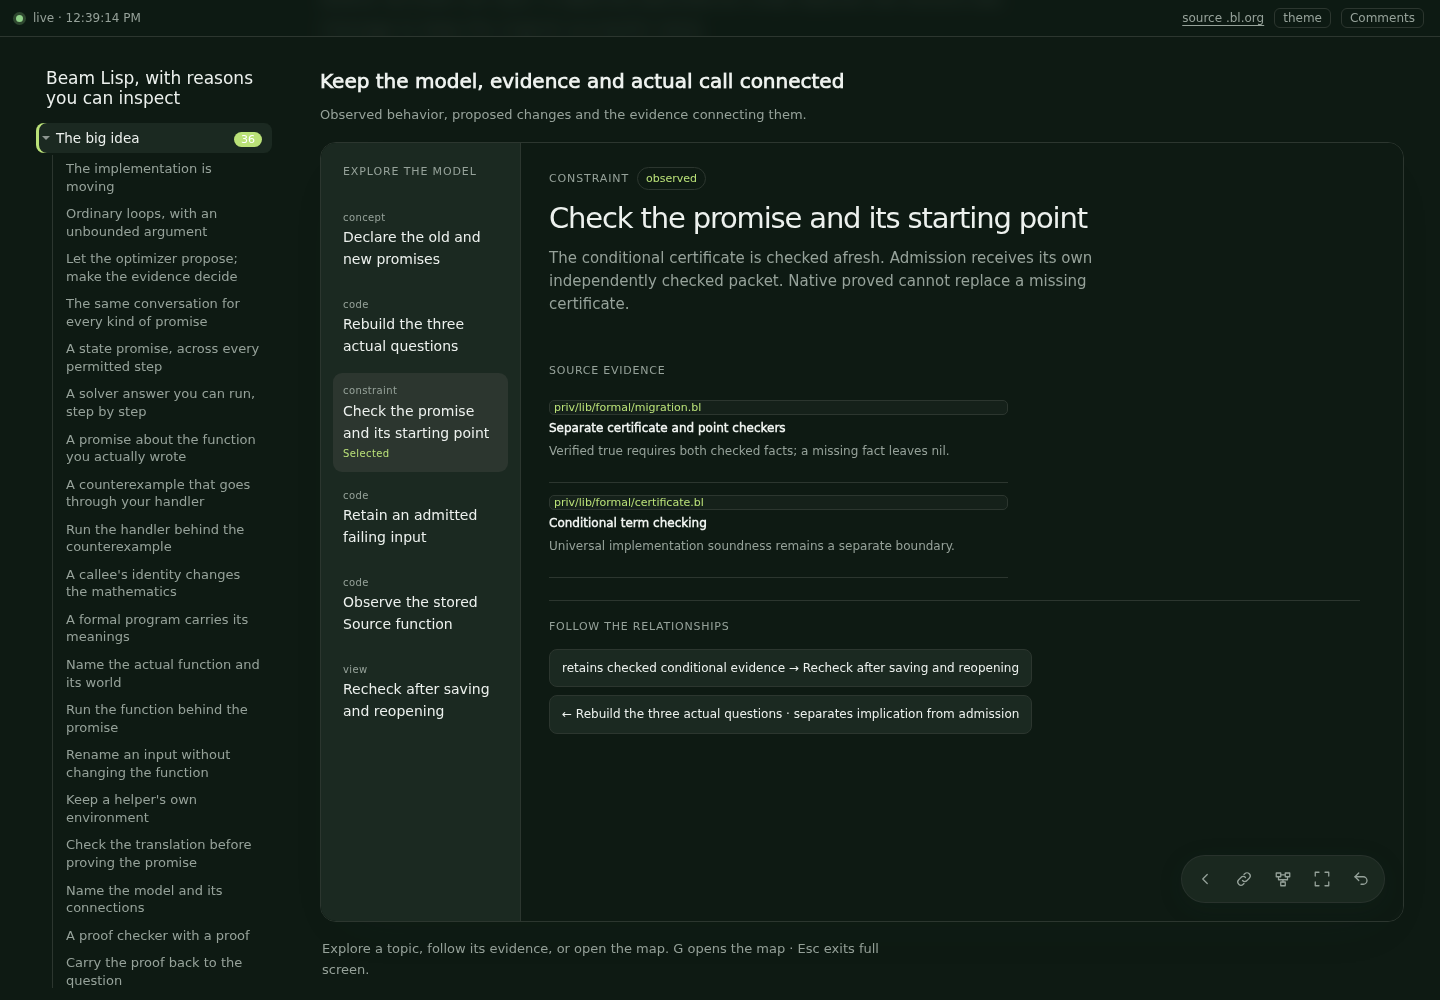 live · 12:39:14 PM
source .bl.org
theme
Comments
Beam Lisp, with reasons
you can inspect
The big idea
36
The implementation is
moving
Ordinary loops, with an
unbounded argument
Let the optimizer propose;
make the evidence decide
The same conversation for
every kind of promise
A state promise, across every
permitted step
A solver answer you can run,
step by step
A promise about the function
you actually wrote
A counterexample that goes
through your handler
Run the handler behind the
counterexample
A callee's identity changes
the mathematics
A formal program carries its
meanings
Name the actual function and
its world
Run the function behind the
promise
Rename an input without
changing the function
Keep a helper's own
environment
Check the translation before
proving the promise
Name the model and its
connections
A proof checker with a proof
Carry the proof back to the
question
Keep the model, evidence and actual call connected
Observed behavior, proposed changes and the evidence connecting them.
EXPLORE THE MODEL
concept
Declare the old and
new promises
code
Rebuild the three
actual questions
constraint
Check the promise
and its starting point
Selected
code
Retain an admitted
failing input
code
Observe the stored
Source function
view
Recheck after saving
and reopening
CONSTRAINT
observed
Check the promise and its starting point
The conditional certificate is checked afresh. Admission receives its own
independently checked packet. Native proved cannot replace a missing
certificate.
SOURCE EVIDENCE
priv/lib/formal/migration.bl
Separate certificate and point checkers
Verified true requires both checked facts; a missing fact leaves nil.
priv/lib/formal/certificate.bl
Conditional term checking
Universal implementation soundness remains a separate boundary.
FOLLOW THE RELATIONSHIPS
retains checked conditional evidence → Recheck after saving and reopening
← Rebuild the three actual questions · separates implication from admission
Explore a topic, follow its evidence, or open the map. G opens the map · Esc exits full
screen.